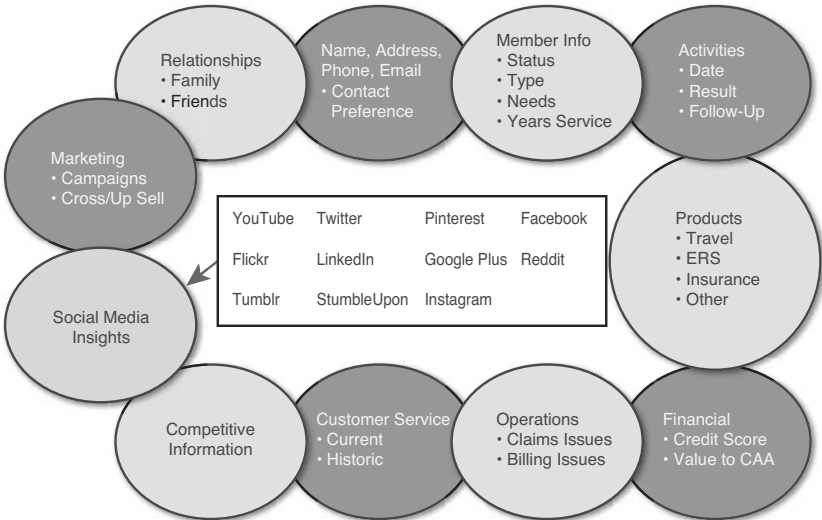 Relationships
• Family
• Friends
Name, Address,
Phone, Email
• Contact
Preference
Member Info
• Status
• Type
• Needs
• Years Service
Activities
• Date
• Result
• Follow-Up
Marketing
• Campaigns
• Cross/Up Sell
YouTube Twitter Pinterest Facebook
Flickr LinkedIn Google Plus Reddit
Tumblr StumbleUpon Instagram
Products
• Travel
• ERS
• Insurance
• Other
Social Media
Insights
Competitive
Information
Customer Service
• Current
• Historic
Operations
• Claims Issues
• Billing Issues
Financial
• Credit Score
• Value to CAA